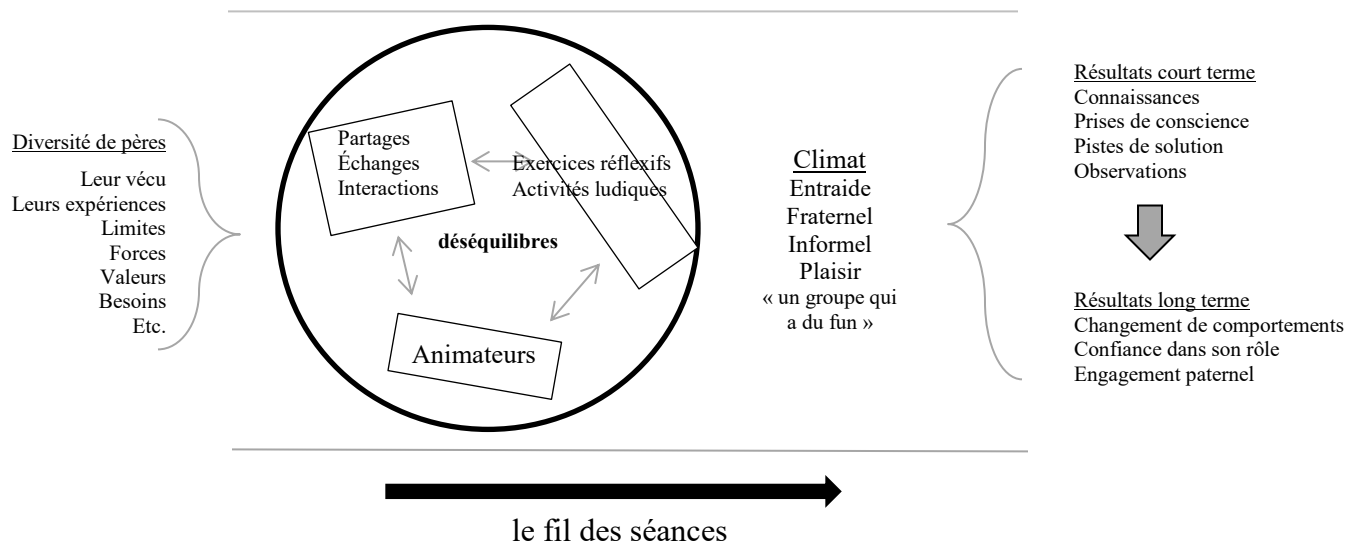 Diversité de pères
Leur vécu
Leurs expériences
Limites
Forces
Valeurs
Besoins
Etc.
Partages
Échanges
Interactions
Exercices réflexifs
Activités ludiques
déséquilibres
Animateurs
Climat
Entraide
Fraternel
Informel
Plaisir
« un groupe qui
a du fun »
Résultats court terme
Connaissances
Prises de conscience
Pistes de solution
Observations
Résultats long terme
Changement de comportements
Confiance dans son rôle
Engagement paternel
le fil des séances